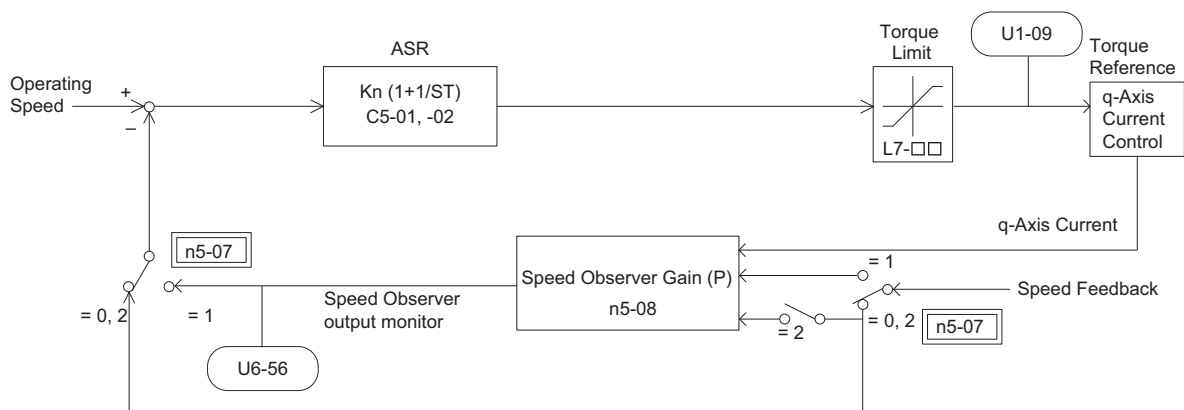 ASR
Torque
Limit
U1-09
Torque
Reference
Operating
Speed
+
–
Kn (1+1/ST)
C5-01, -02
L7-□□
q-Axis
Current
Control
q-Axis Current
n5-07
= 0, 2
= 1
Speed Observer
output monitor
U6-56
Speed Observer Gain (P)
n5-08
= 1
Speed Feedback
= 2
= 0, 2
n5-07